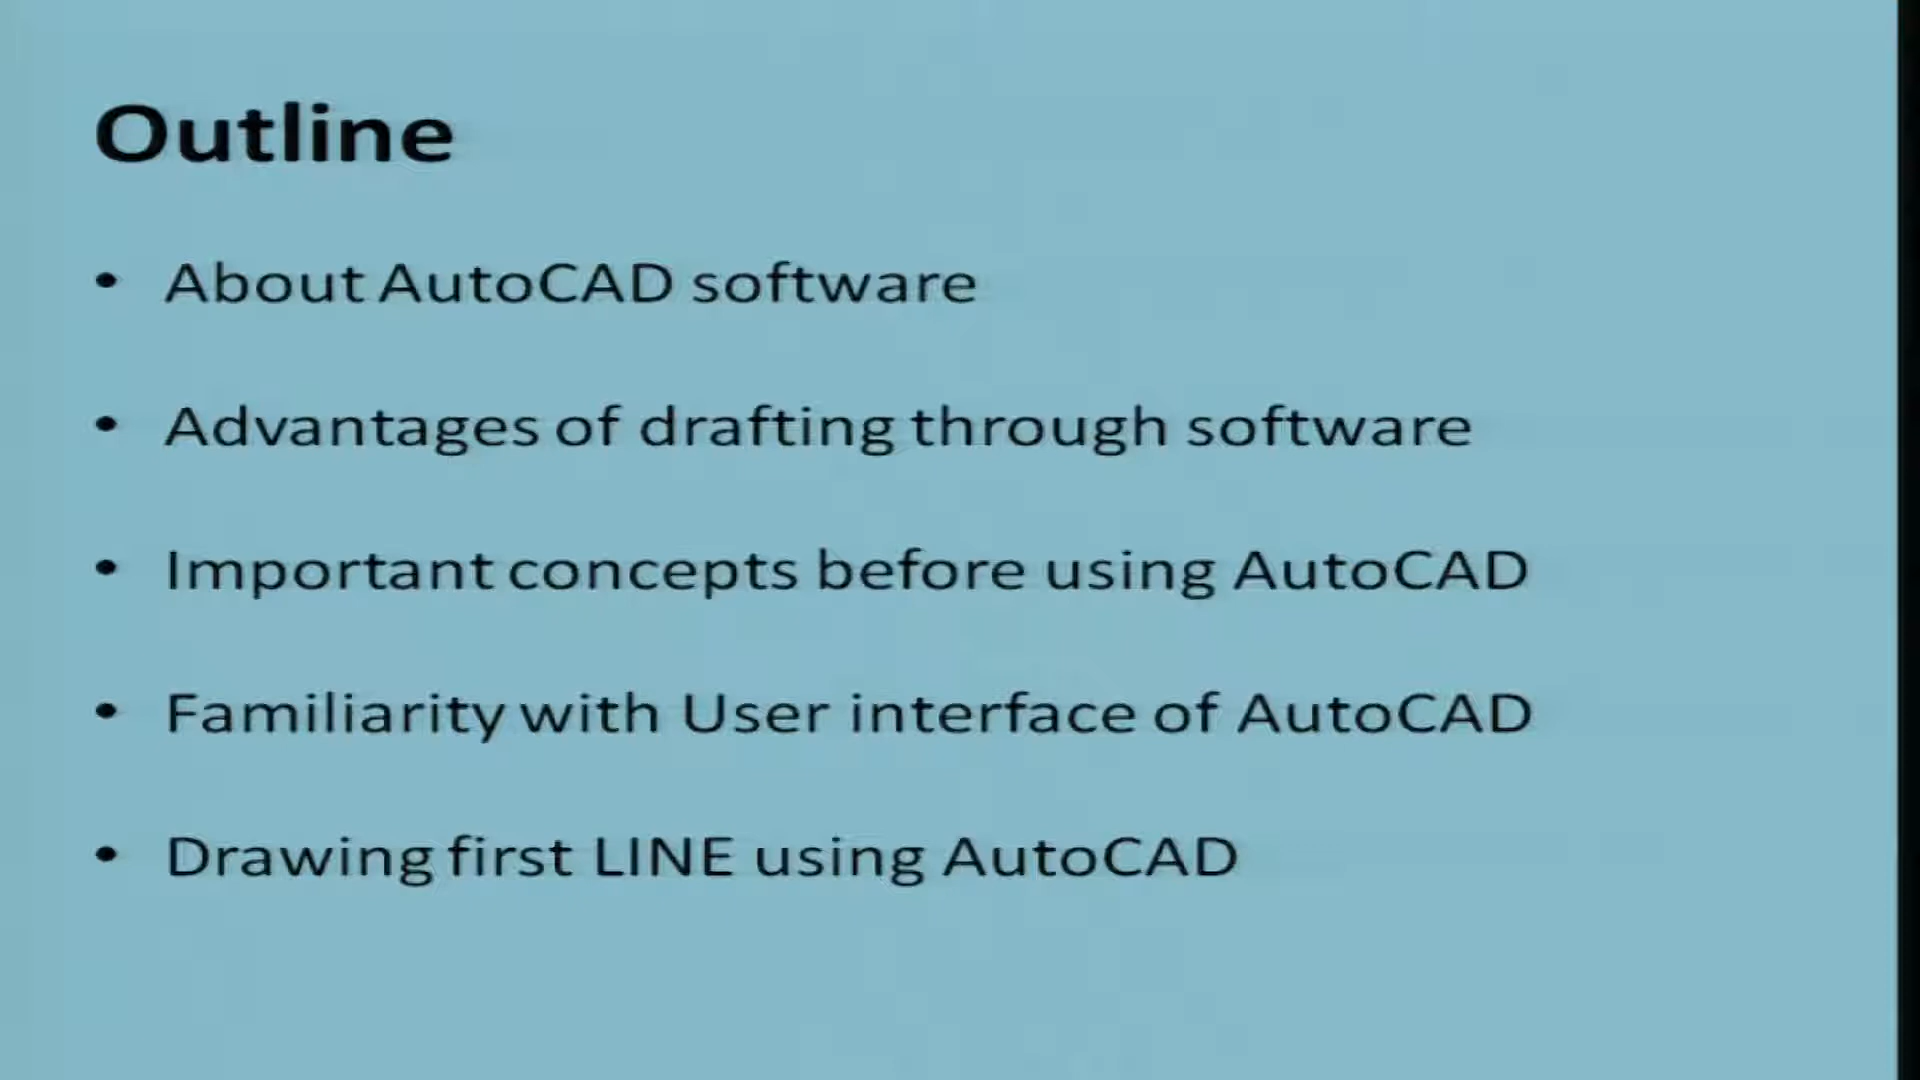 Outline
• About AutoCAD software
• Advantages of drafting through software
• Important concepts before using AutoCAD
• Familiarity with User interface of AutoCAD
• Drawing first LINE using AutoCAD